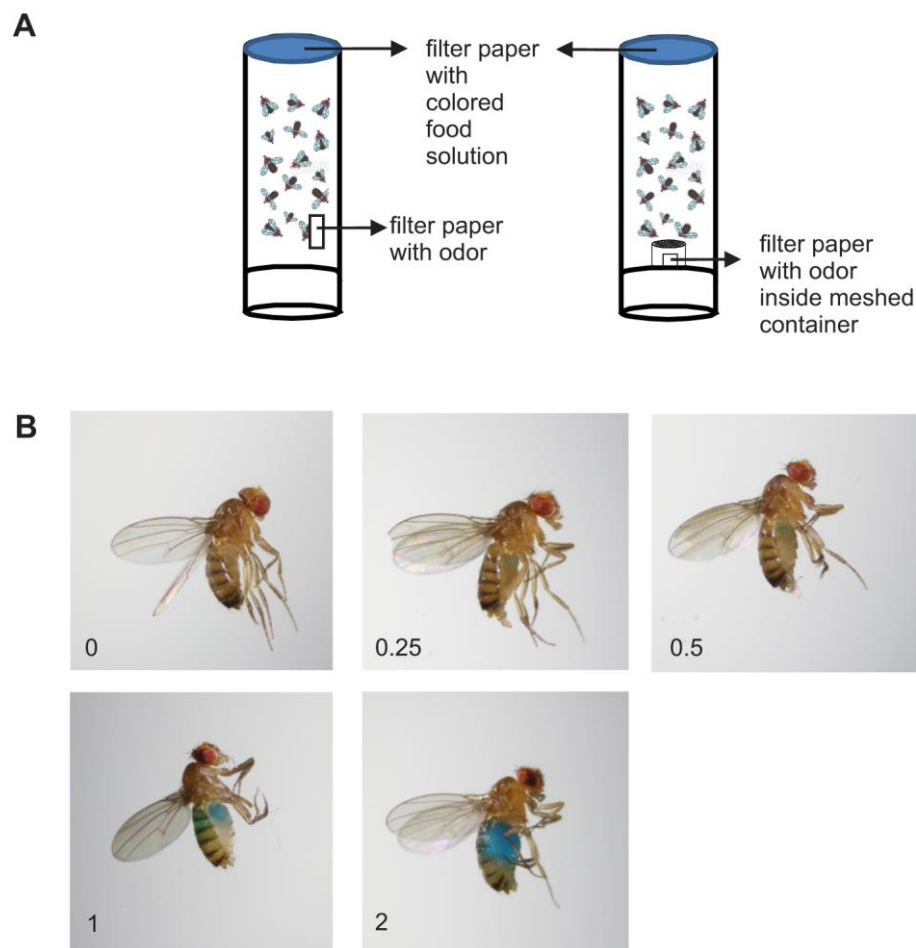 A
filter paper
with
colored
food
solution
filter paper
with odor
filter paper
with odor
inside meshed
container
B
0
0.25
0.5
1
2